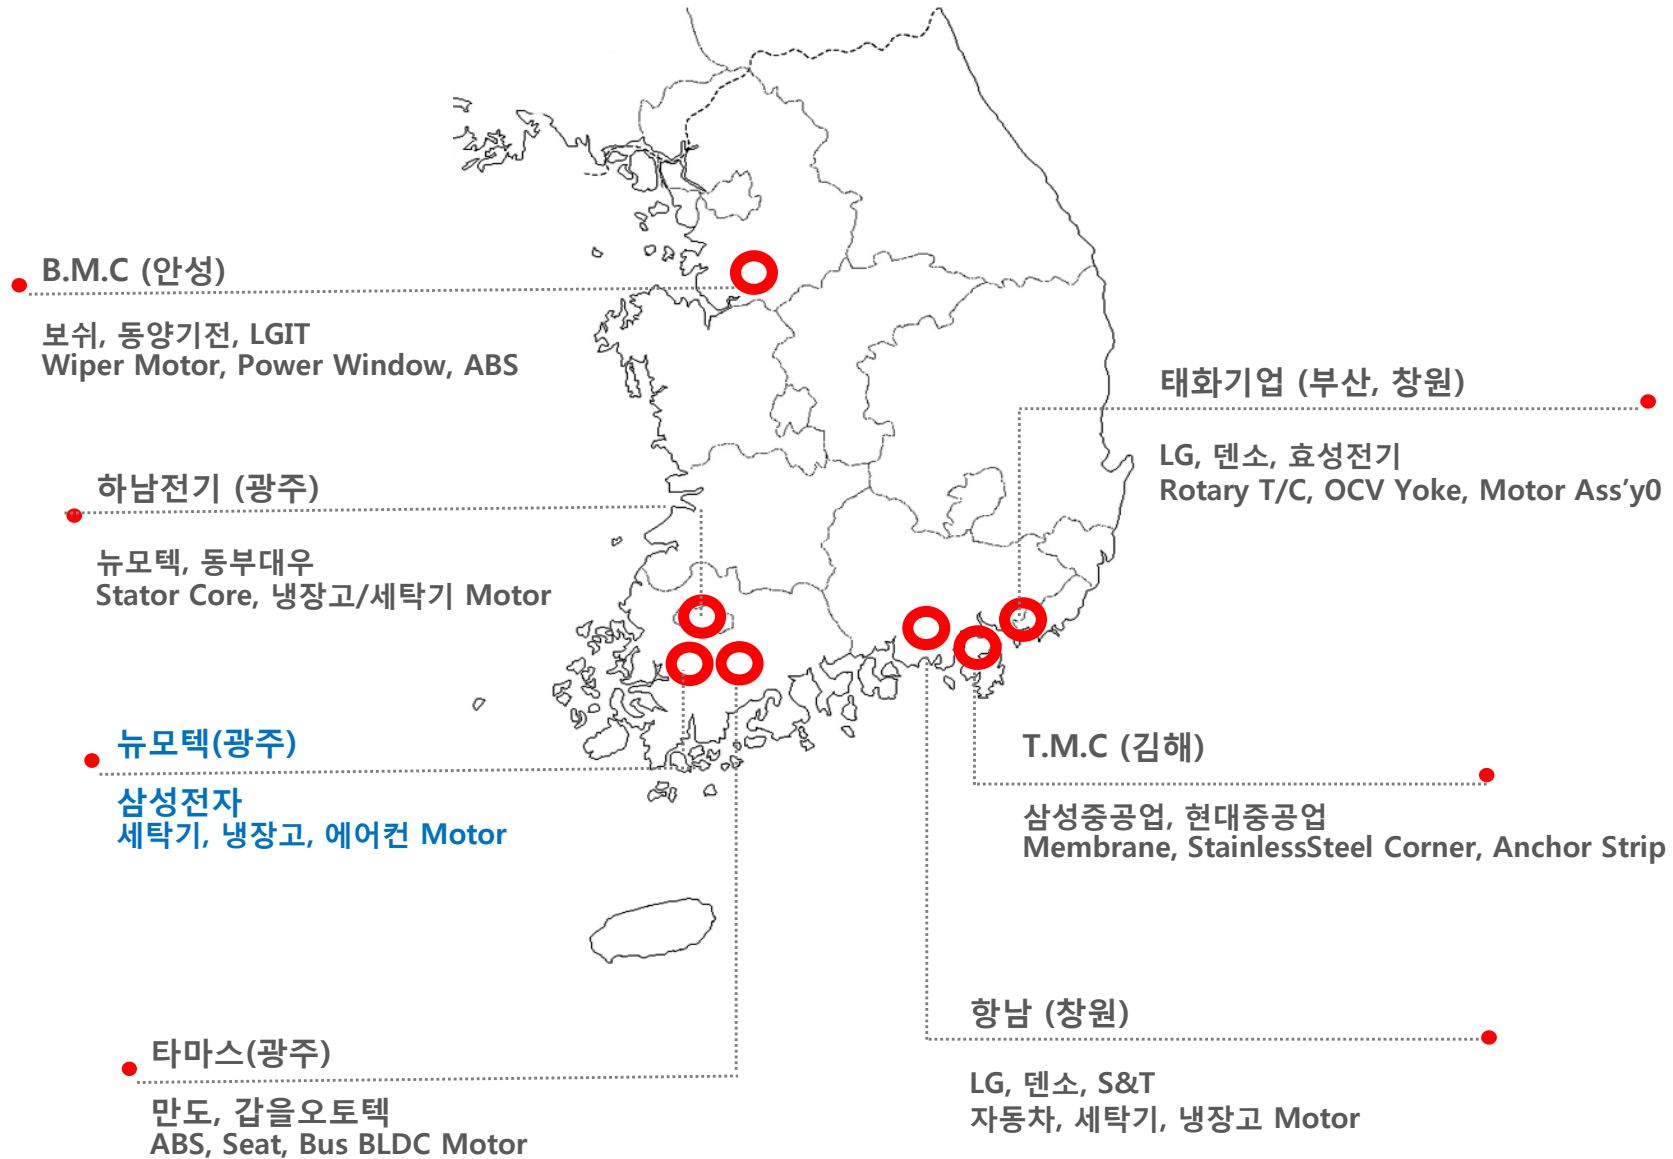 B.M.C (안성)
보쉬, 동양기전, LGIT
Wiper Motor, Power Window, ABS
태화기업 (부산, 창원)
LG, 덴소, 효성전기
Rotary T/C, OCV Yoke, Motor Ass’y0
하남전기 (광주)
뉴모텍, 동부대우
Stator Core, 냉장고/세탁기 Motor
뉴모텍(광주)
삼성전자
세탁기, 냉장고, 에어컨 Motor
T.M.C (김해)
삼성중공업, 현대중공업
Membrane, StainlessSteel Corner, Anchor Strip
타마스(광주)
만도, 갑을오토텍
ABS, Seat, Bus BLDC Motor
항남 (창원)
LG, 덴소, S&T
자동차, 세탁기, 냉장고 Motor